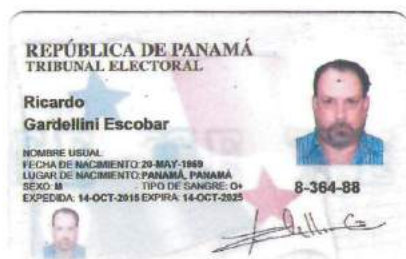 REPÚBLICA DE PANAMÁ
TRIBUNAL ELECTORAL
Ricardo
Gardellini Escobar
NOMBRE USUAL:
FECHA DE NACIMIENTO: 20-MAY-1969
LUGAR DE NACIMIENTO: PANAMÁ, PANAMÁ
SEXO: M TIPO DE SANGRE: O+
EXPEDIDA: 14-OCT-2015 EXPIRA: 14-OCT-2025
8-364-88